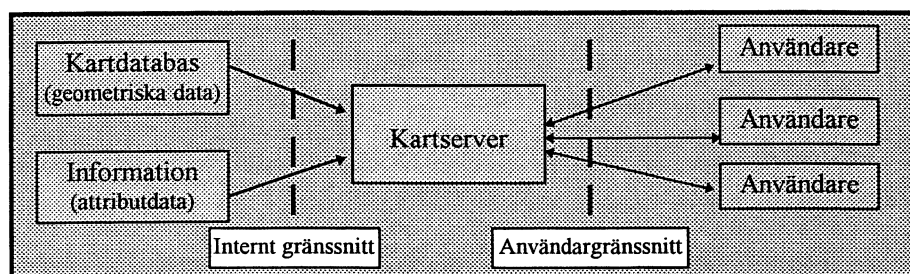 Kartdatabas
(geometriska data)
Information
(attributdata)
Kartserver
Användare
Användare
Användare
Internt gränssnitt
Användargränssnitt